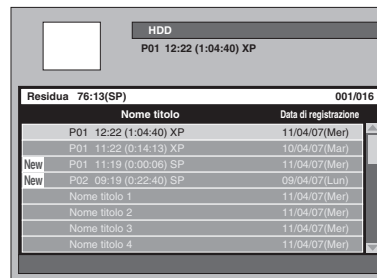 HDD
P01 12:22 (1:04:40) XP
Residua 76:13(SP) 001/016
Nome titolo Data di registrazione
P01 12:22 (1:04:40) XP 11/04/07(Mer)
P01 11:22 (0:14:13) XP 10/04/07(Mar)
New P01 11:19 (0:00:06) SP 11/04/07(Mer)
New P02 09:19 (0:22:40) SP 09/04/07(Lun)
Nome titolo 1 11/04/07(Mer)
Nome titolo 2 11/04/07(Mer)
Nome titolo 3 11/04/07(Mer)
Nome titolo 4 11/04/07(Mer)